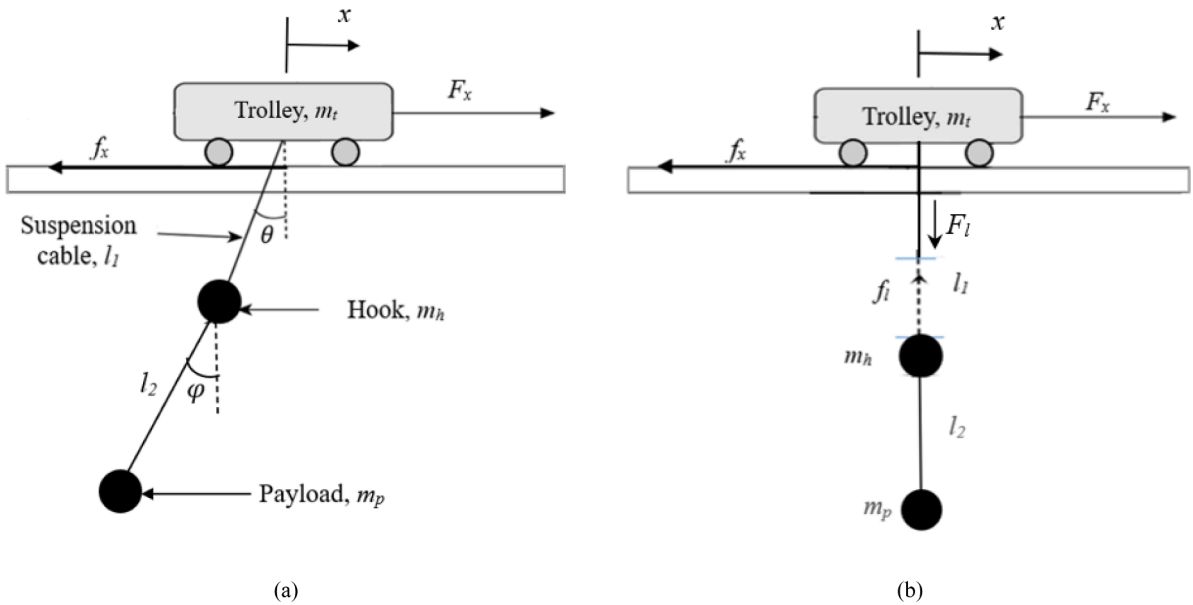 x
Trolley, mt
Fx
fx
θ
Suspension
cable, l1
Hook, mh
l2
φ
Payload, mp
(a)
x
Trolley, mt
Fx
fx
Fl
fl
l1
mh
l2
mp
(b)